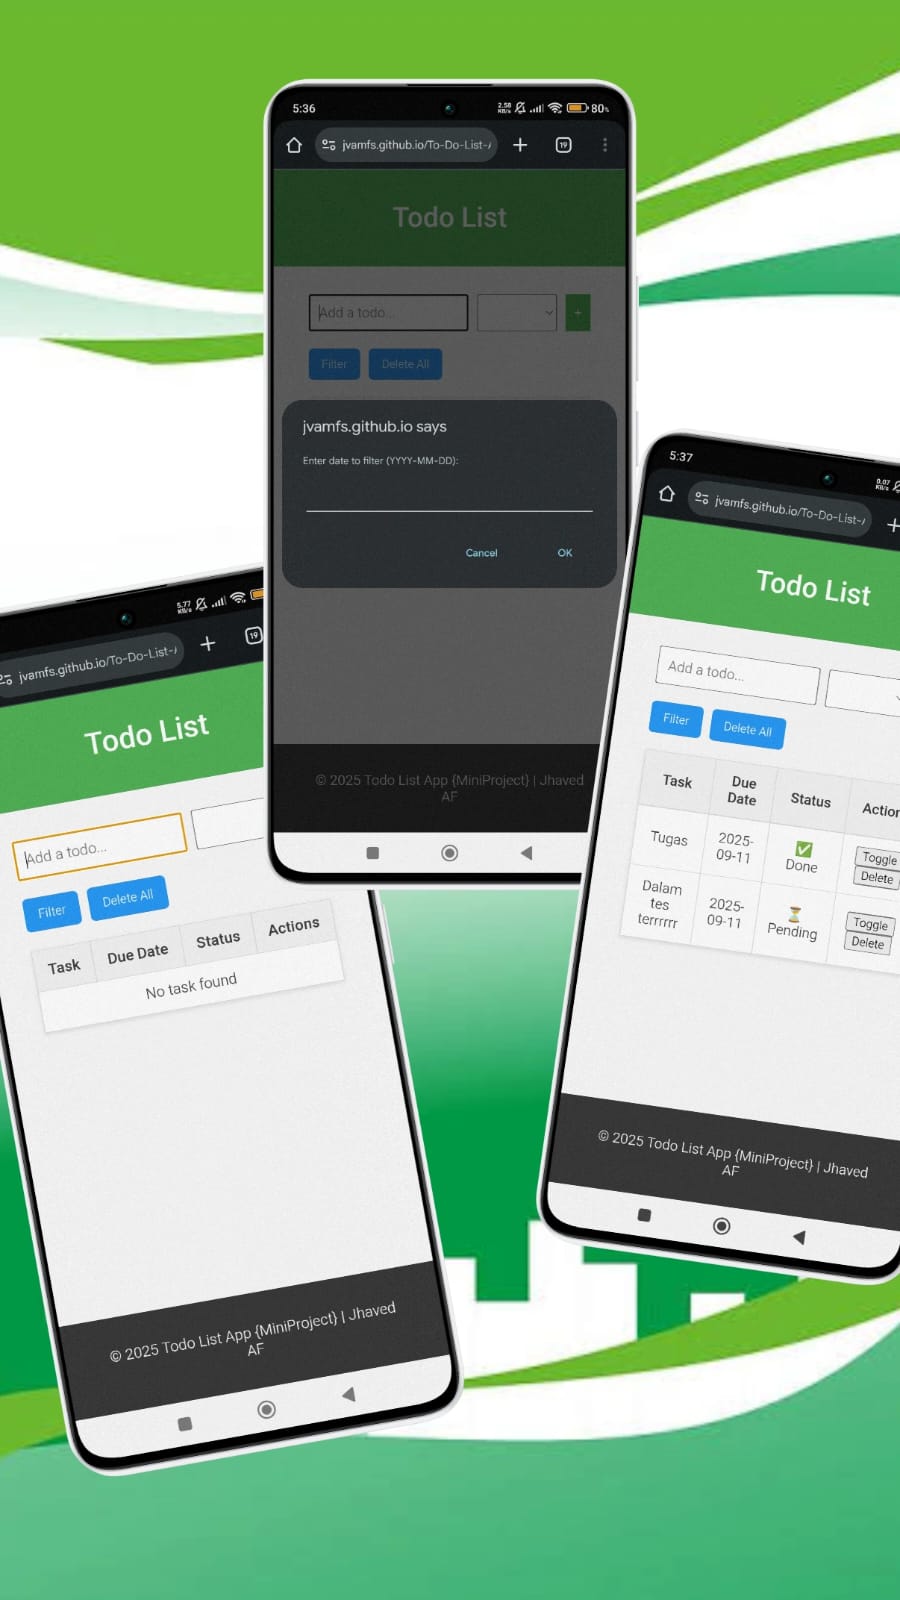 5:36
2.58
KB/s
80%
jvamfs.github.io/To-Do-List-
19
Todo List
Add a todo...
+
Filter
Delete All
jvamfs.github.io says
Enter date to filter (YYYY-MM-DD):
Cancel
OK
© 2025 Todo List App {MiniProject} | Jhaved
AF
5:37
0.07
KB/s
jvamfs.github.io/To-Do-List-
Todo List
Add a todo...
Filter
Delete All
Task
Due
Date
Status
Action
Tugas
2025-
09-11
✅
Done
Toggle
Delete
Dalam
tes
terrrrrr
2025-
09-11
⏳
Pending
Toggle
Delete
© 2025 Todo List App {MiniProject} | Jhaved
AF
5.77
KB/s
jvamfs.github.io/To-Do-List-
19
Todo List
Add a todo...
Filter
Delete All
Task
Due Date
Status
Actions
No task found
© 2025 Todo List App {MiniProject} | Jhaved
AF